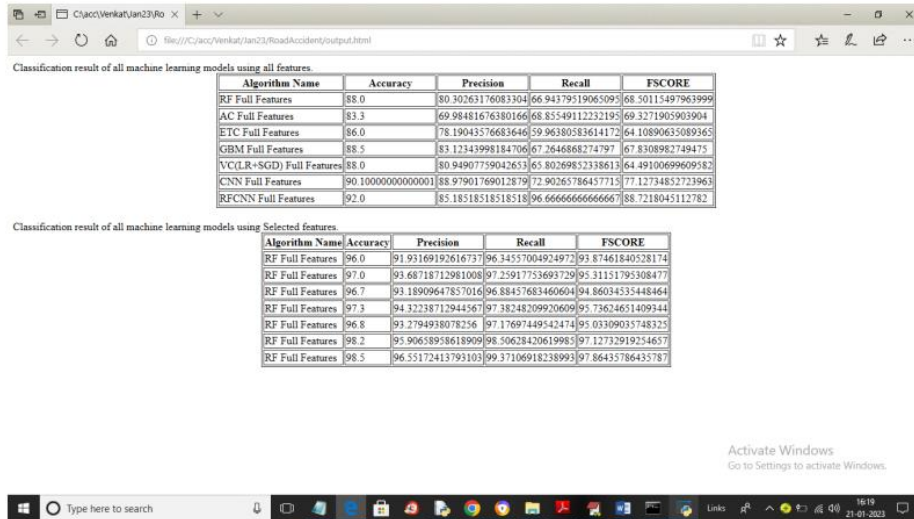 C:\acc\Venkat\Jan23\Ro
file:///C:/acc/Venkat/Jan23/RoadAccident/output.html
Classification result of all machine learning models using all features.
Algorithm Name Accuracy Precision Recall FSCORE
RF Full Features 88.0 80.30263176083304 66.94379519065095 68.50115497963999
AC Full Features 83.3 69.98481676380166 68.85549112232195 69.3271905903904
ETC Full Features 86.0 78.19043576683646 59.96380583614172 64.10890635089365
GBM Full Features 88.5 83.12343998184706 67.2646868274797 67.8308982749475
VC(LR+SGD) Full Features 88.0 80.94907759042653 65.80269852338613 64.49100699609582
CNN Full Features 90.10000000000001 88.97901769012879 72.90265786457715 77.12734852723963
RFCNN Full Features 92.0 85.18518518518518 96.66666666666667 88.7218045112782
Classification result of all machine learning models using Selected features.
Algorithm Name Accuracy Precision Recall FSCORE
RF Full Features 96.0 91.93169192616737 96.34557004924972 93.87461840528174
RF Full Features 97.0 93.68718712981008 97.25917753693729 95.31151795308477
RF Full Features 96.7 93.18909647857016 96.88457683460604 94.86034535448464
RF Full Features 97.3 94.32238712944567 97.38248209920609 95.73624651409344
RF Full Features 96.8 93.2794938078256 97.17697449542474 95.03309035748325
RF Full Features 98.2 95.90658958618909 98.50628420619985 97.12732919254657
RF Full Features 98.5 96.55172413793103 99.37106918238993 97.86435786435787
Activate Windows
Go to Settings to activate Windows.
Type here to search
Links
16:19
21-01-2023